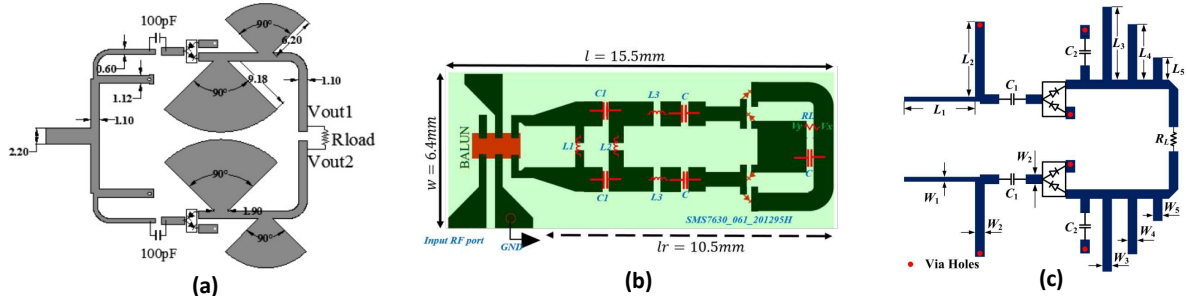 100pF
90°
6.20
0.60
9.18
1.12
90°
1.10
1.10
Vout1
Rload
2.20
Vout2
90°
1.90
90°
100pF
(a)
l = 15.5mm
w = 6.4mm
BALUN
C1
L3
C
RL
Vy
Vx
L1
L2
C
C1
L3
C
SMS7630_061_201295H
Input RF port
GND
lr = 10.5mm
(b)
L2
C2
L3
L4
L5
L1
C1
RL
W2
W1
C1
W2
C2
W5
W4
W3
Via Holes
(c)